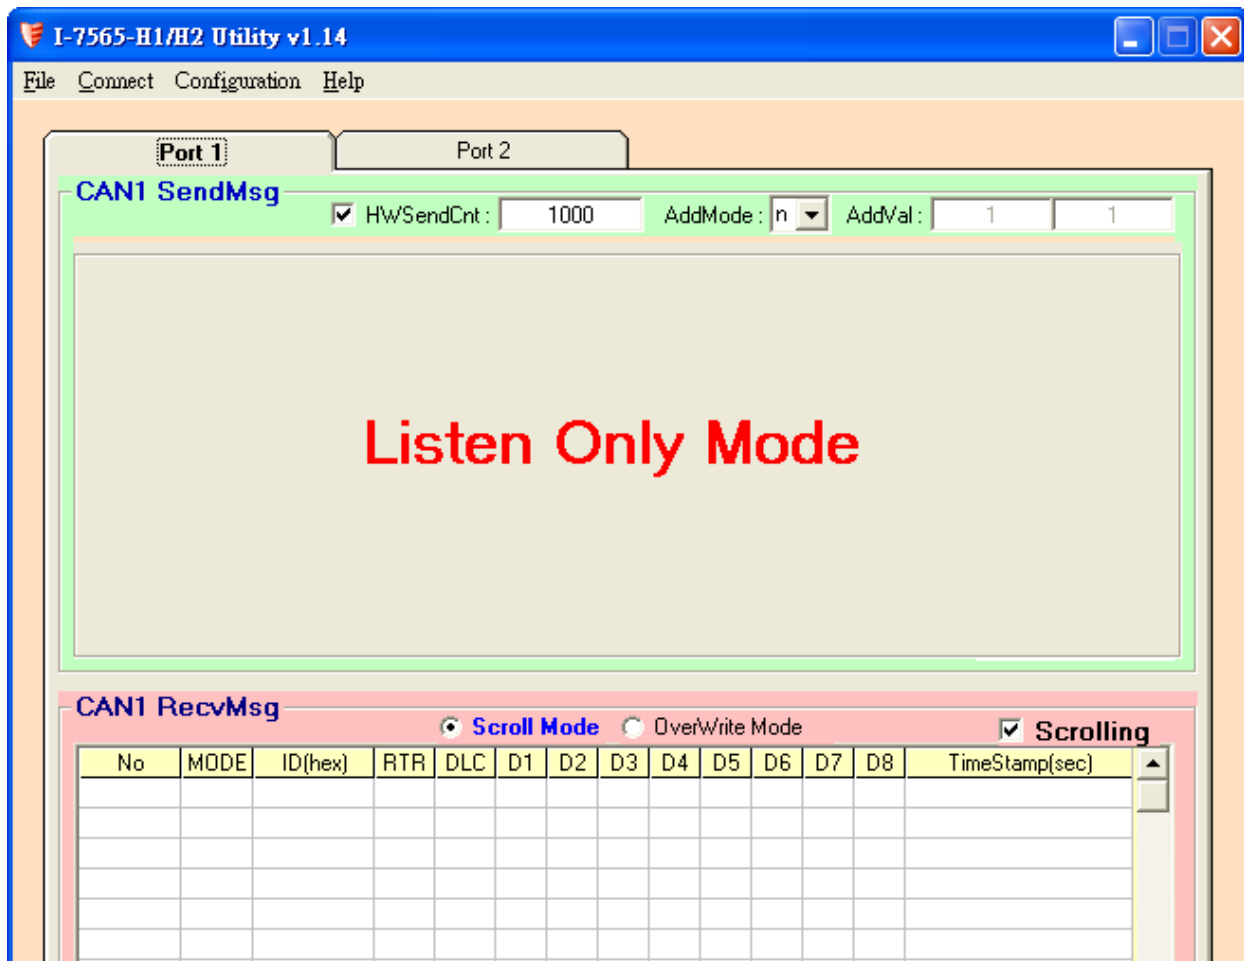 I-7565-H1/H2 Utility v1.14
File Connect Configuration Help
Port 1 Port 2
CAN1 SendMsg
HWSendCnt : 1000 AddMode : n AddVal : 1 1
Listen Only Mode
CAN1 RecvMsg
Scroll Mode OverWrite Mode Scrolling
No MODE ID(hex) RTR DLC D1 D2 D3 D4 D5 D6 D7 D8 TimeStamp(sec)